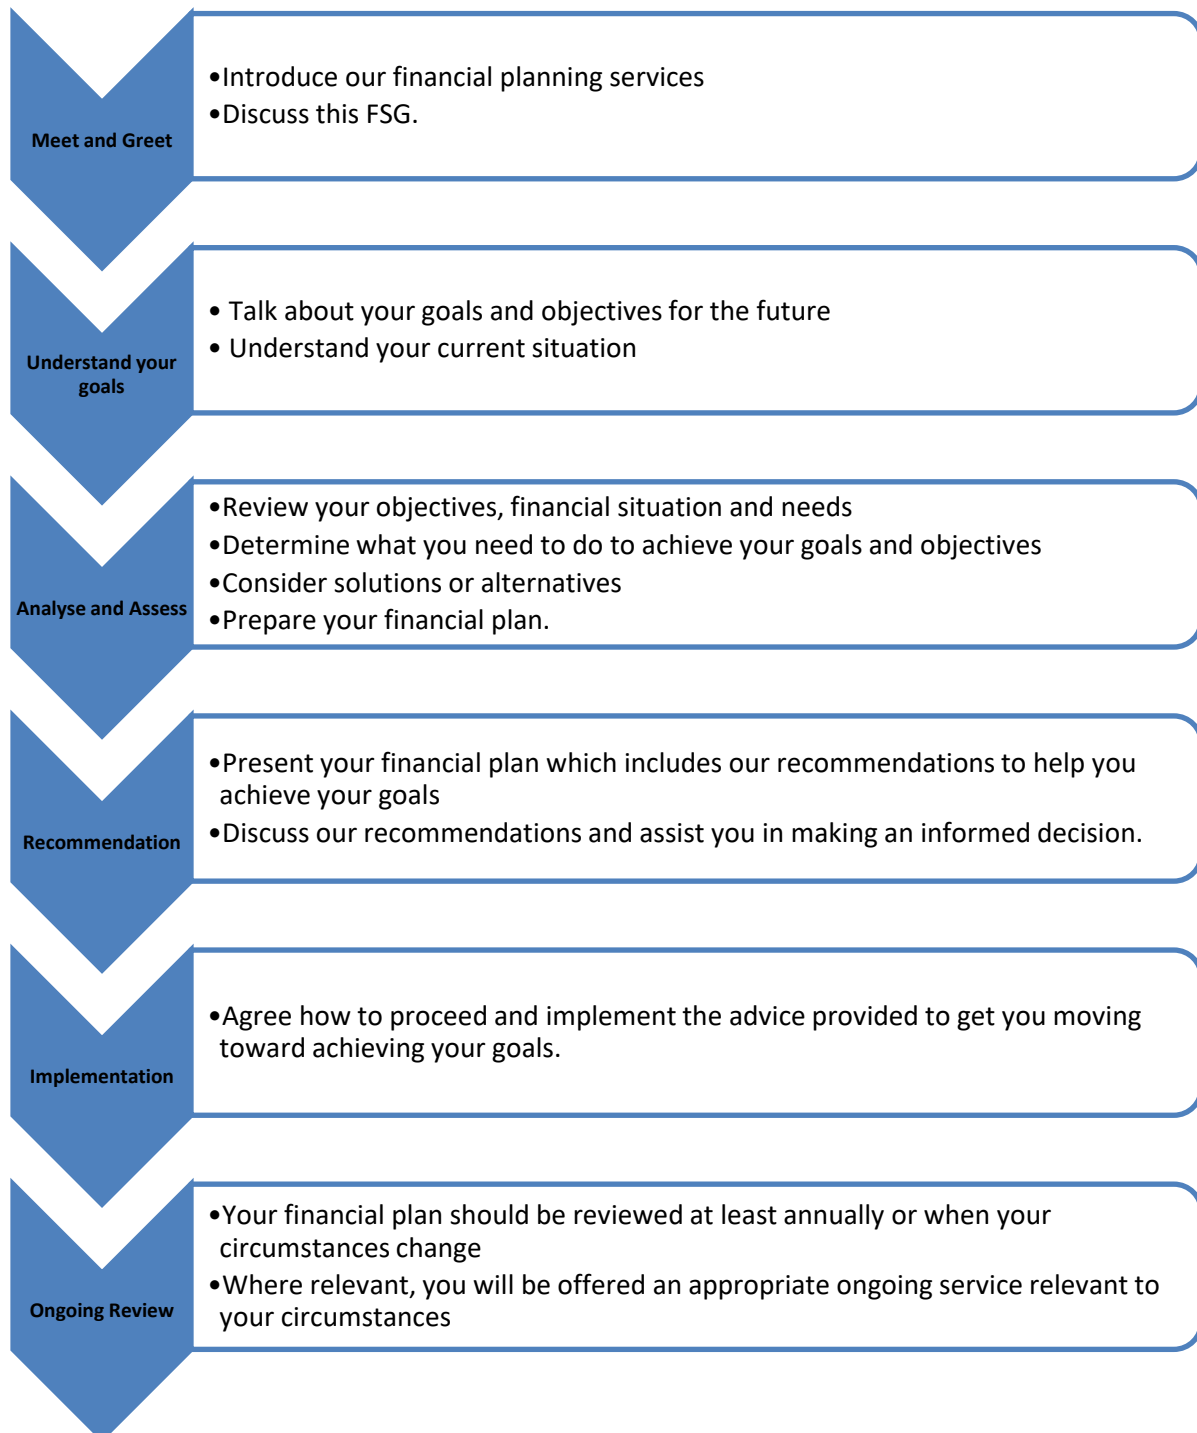 Meet and Greet
•Introduce our financial planning services
•Discuss this FSG.
Understand your
goals
• Talk about your goals and objectives for the future
• Understand your current situation
Analyse and Assess
•Review your objectives, financial situation and needs
•Determine what you need to do to achieve your goals and objectives
•Consider solutions or alternatives
•Prepare your financial plan.
Recommendation
•Present your financial plan which includes our recommendations to help you
achieve your goals
•Discuss our recommendations and assist you in making an informed decision.
Implementation
•Agree how to proceed and implement the advice provided to get you moving
toward achieving your goals.
Ongoing Review
•Your financial plan should be reviewed at least annually or when your
circumstances change
•Where relevant, you will be offered an appropriate ongoing service relevant to
your circumstances